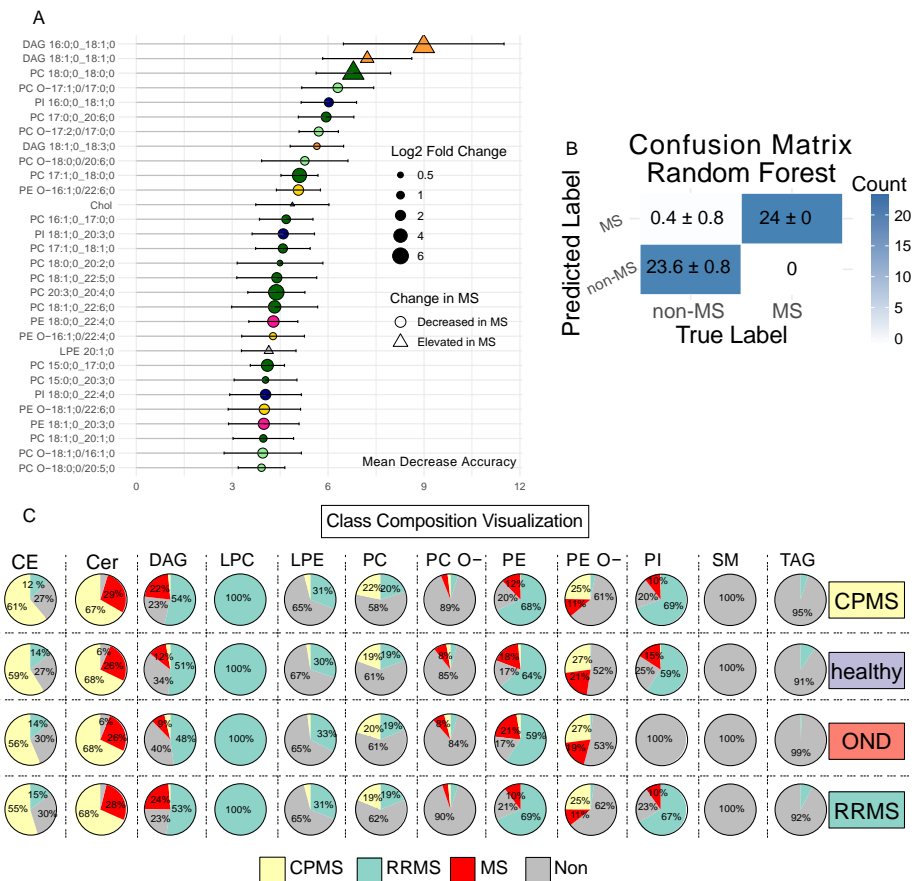 A
DAG 16:0;0_18:1;0
DAG 18:1;0_18:1;0
PC 18:0;0_18:0;0
PC O−17:1;0/17:0;0
PI 16:0;0_18:1;0
PC 17:0;0_20:6;0
PC O−17:2;0/17:0;0
DAG 18:1;0_18:3;0
PC O−18:0;0/20:6;0
PC 17:1;0_18:0;0
PE O−16:1;0/22:6;0
Chol
PC 16:1;0_17:0;0
PI 18:1;0_20:3;0
PC 17:1;0_18:1;0
PC 18:0;0_20:2;0
PC 18:1;0_22:5;0
PC 20:3;0_20:4;0
PC 18:1;0_22:6;0
PE 18:0;0_22:4;0
PE O−16:1;0/22:4;0
LPE 20:1;0
PC 15:0;0_17:0;0
PC 15:0;0_20:3;0
PI 18:0;0_22:4;0
PE O−18:1;0/22:6;0
PE 18:1;0_20:3;0
PC 18:1;0_20:1;0
PC O−18:1;0/16:1;0
PC O−18:0;0/20:5;0
0 3 6 9 12
Mean Decrease Accuracy
Log2 Fold Change
0.5
1
2
4
6
Change in MS
Decreased in MS
Elevated in MS
B
Confusion Matrix
Random Forest
Predicted Label
MS
non−MS
0.4 ± 0.8 24 ± 0
23.6 ± 0.8 0
non−MS MS
True Label
Count
20
10
0
C
Class Composition Visualization
CE Cer DAG LPC LPE PC PC O− PE PE O− PI SM TAG
12 % 27% 61% 29% 67% 22% 54% 23% 100% 31% 65% 22% 20% 58% 89% 12% 20% 68% 25% 61% 11% 10% 20% 69% 100% 95% CPMS
14% 27% 59% 6% 26% 68% 12% 51% 34% 100% 30% 67% 19% 19% 61% 8% 85% 18% 17% 64% 27% 52% 21% 15% 25% 59% 100% 91% healthy
14% 30% 56% 6% 26% 68% 9% 48% 40% 100% 33% 65% 20% 19% 61% 8% 84% 21% 59% 17% 27% 53% 19% 100% 100% 99% OND
15% 30% 55% 28% 68% 24% 53% 23% 100% 31% 65% 19% 19% 62% 90% 10% 21% 69% 25% 62% 11% 10% 23% 67% 100% 92% RRMS
CPMS RRMS MS Non